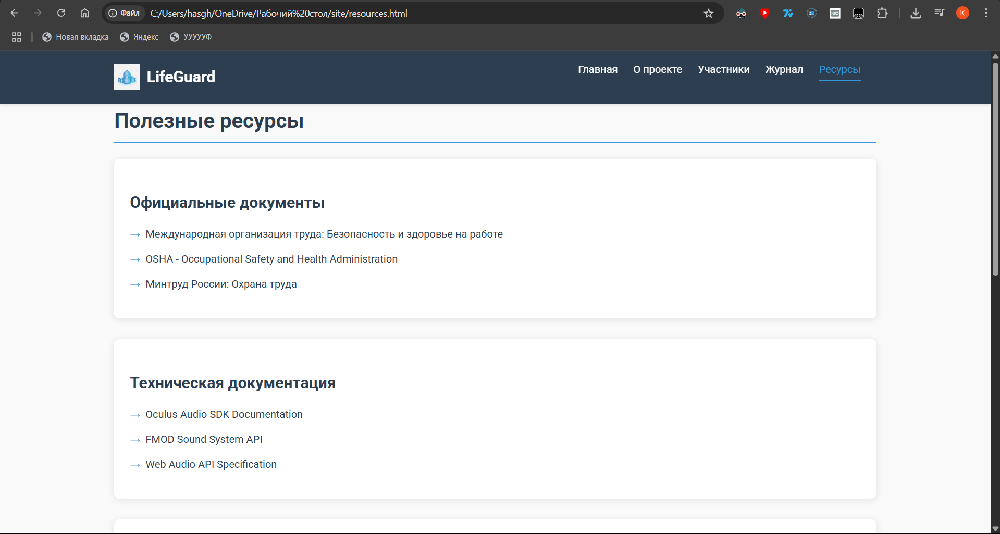 Файл C:/Users/hasgh/OneDrive/Рабочий%20стол/site/resources.html
NEO
K
Новая вкладка Яндекс УУУУУФ
LifeGuard
Главная О проекте Участники Журнал Ресурсы
Полезные ресурсы
Официальные документы
→ Международная организация труда: Безопасность и здоровье на работе
→ OSHA - Occupational Safety and Health Administration
→ Минтруд России: Охрана труда
Техническая документация
→ Oculus Audio SDK Documentation
→ FMOD Sound System API
→ Web Audio API Specification